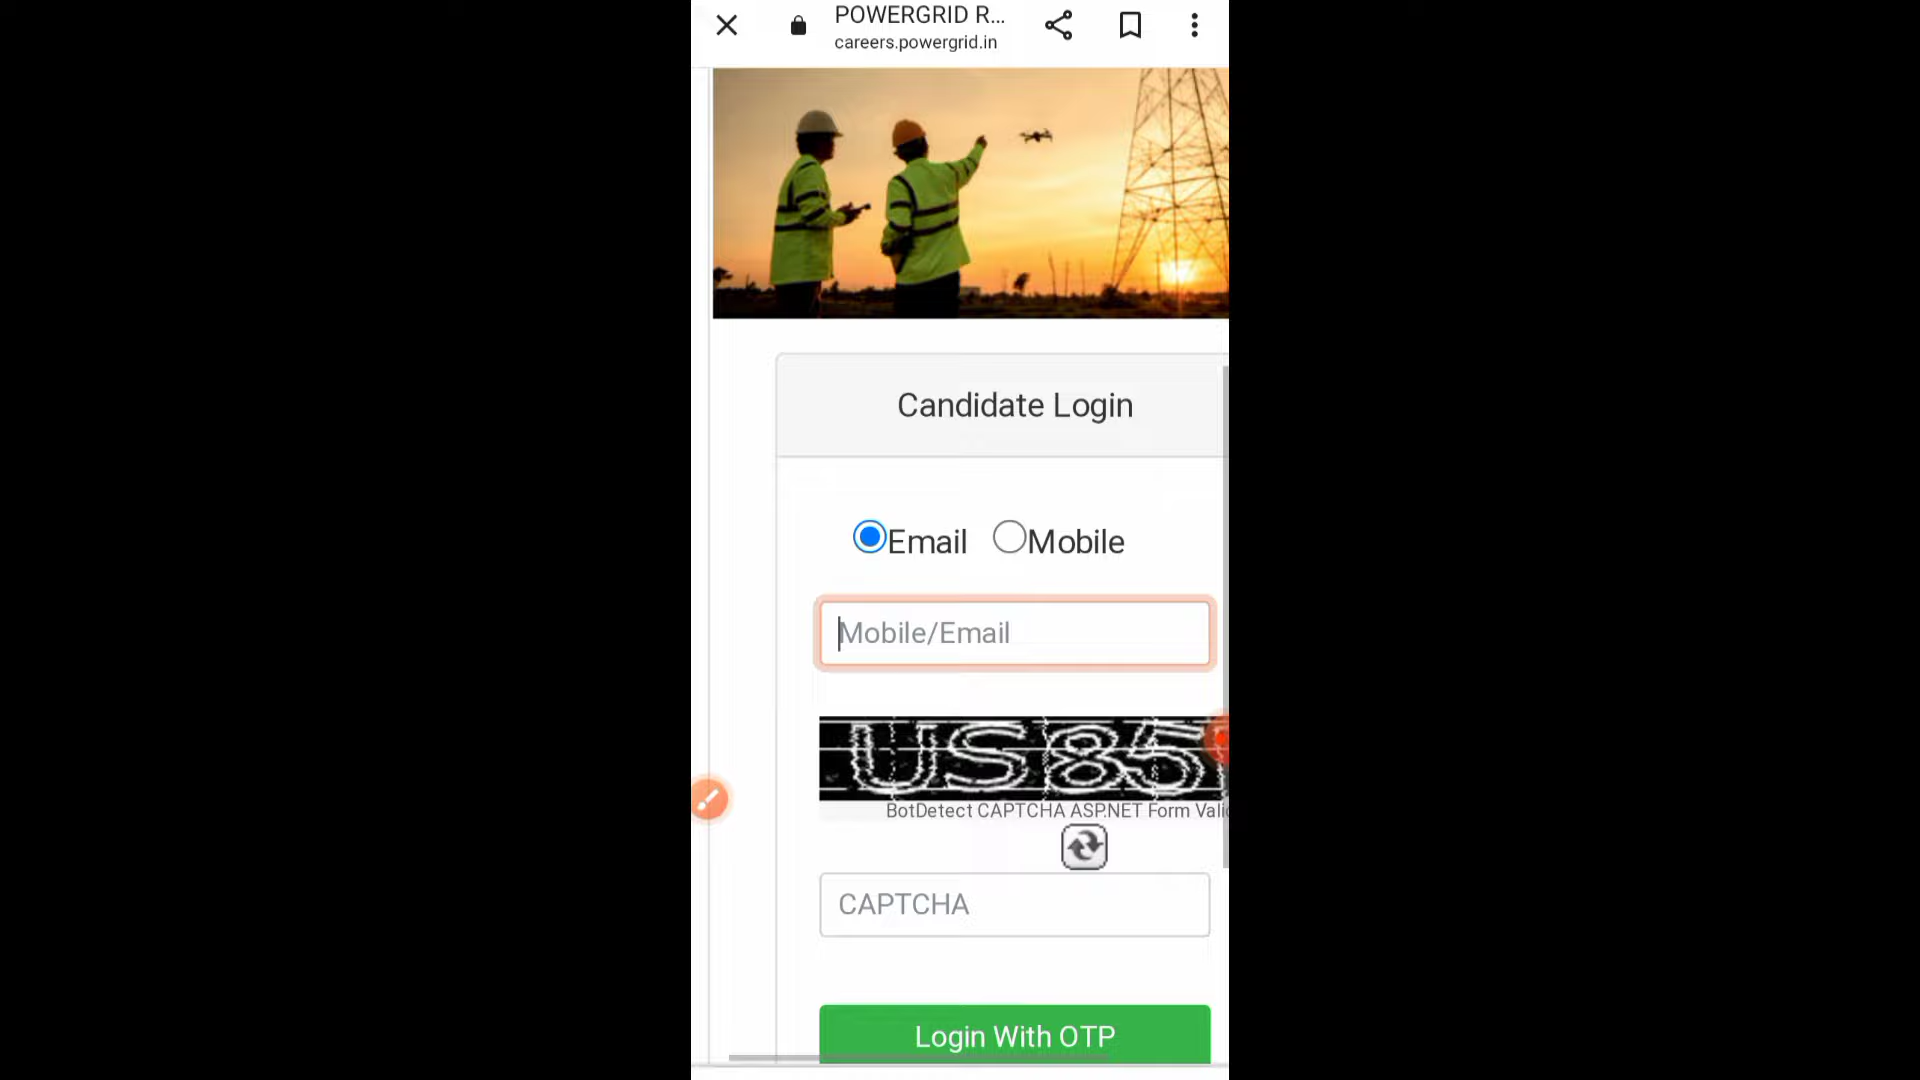 POWERGRID R...
careers.powergrid.in
Candidate Login
Email Mobile
Mobile/Email
US85
BotDetect CAPTCHA ASP.NET Form Vali
CAPTCHA
Login With OTP